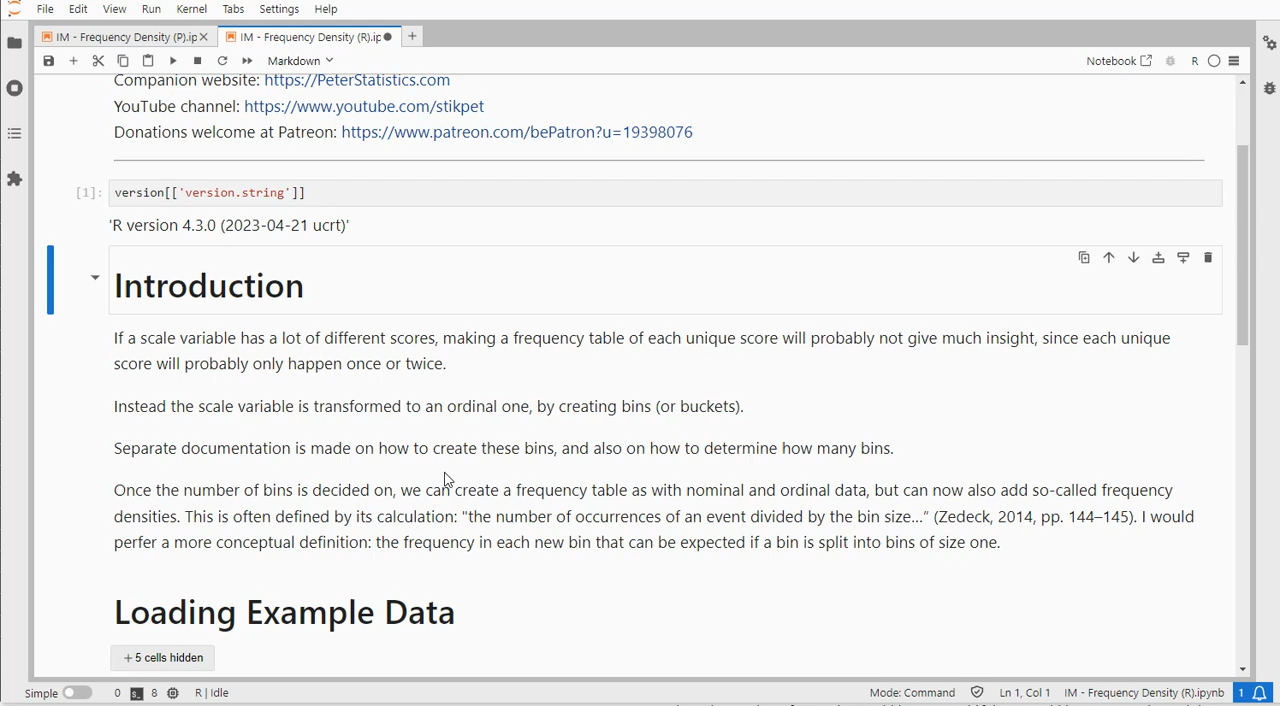 File Edit View Run Kernel Tabs Settings Help
IM - Frequency Density (P).ip IM - Frequency Density (R).ip
Markdown Notebook R
Companion website: https://PeterStatistics.com
YouTube channel: https://www.youtube.com/stikpet
Donations welcome at Patreon: https://www.patreon.com/bePatron?u=19398076
[1]: version[['version.string']]
'R version 4.3.0 (2023-04-21 ucrt)'
Introduction
If a scale variable has a lot of different scores, making a frequency table of each unique score will probably not give much insight, since each unique
score will probably only happen once or twice.
Instead the scale variable is transformed to an ordinal one, by creating bins (or buckets).
Separate documentation is made on how to create these bins, and also on how to determine how many bins.
Once the number of bins is decided on, we can create a frequency table as with nominal and ordinal data, but can now also add so-called frequency
densities. This is often defined by its calculation: "the number of occurrences of an event divided by the bin size…” (Zedeck, 2014, pp. 144–145). I would
perfer a more conceptual definition: the frequency in each new bin that can be expected if a bin is split into bins of size one.
Loading Example Data
+ 5 cells hidden
Simple 0 8 R | Idle Mode: Command Ln 1, Col 1 IM - Frequency Density (R).ipynb 1